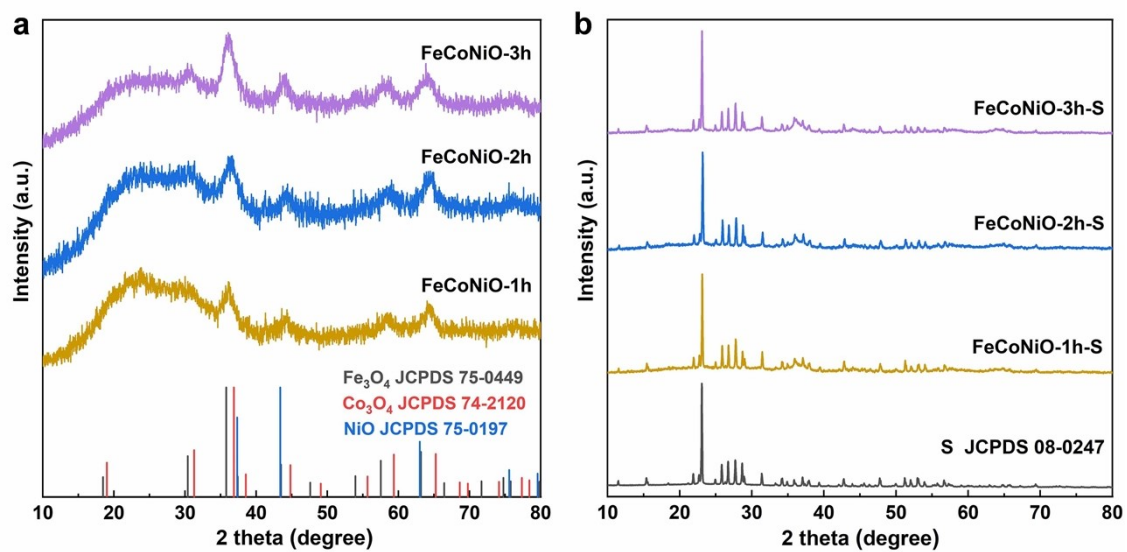 a
FeCoNiO-3h
FeCoNiO-2h
FeCoNiO-1h
Fe₃O₄ JCPDS 75-0449
Co₃O₄ JCPDS 74-2120
NiO JCPDS 75-0197
Intensity (a.u.)
10 20 30 40 50 60 70 80
2 theta (degree)
b
FeCoNiO-3h-S
FeCoNiO-2h-S
FeCoNiO-1h-S
S JCPDS 08-0247
Intensity (a.u.)
10 20 30 40 50 60 70 80
2 theta (degree)